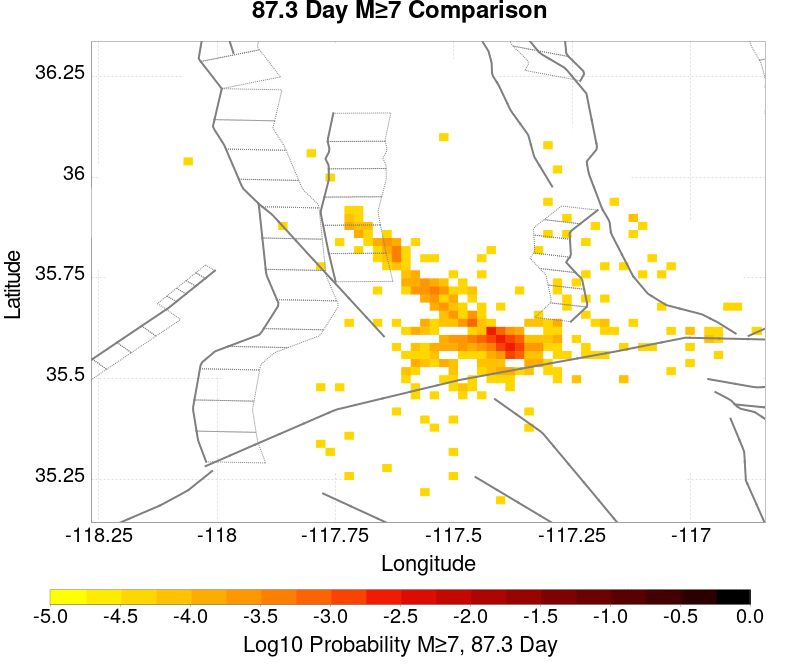 87.3 Day M≥7 Comparison
36.25
36
35.75
35.5
35.25
Latitude
-118.25 -118 -117.75 -117.5 -117.25 -117
Longitude
-5.0 -4.5 -4.0 -3.5 -3.0 -2.5 -2.0 -1.5 -1.0 -0.5 0.0
Log10 Probability M≥7, 87.3 Day